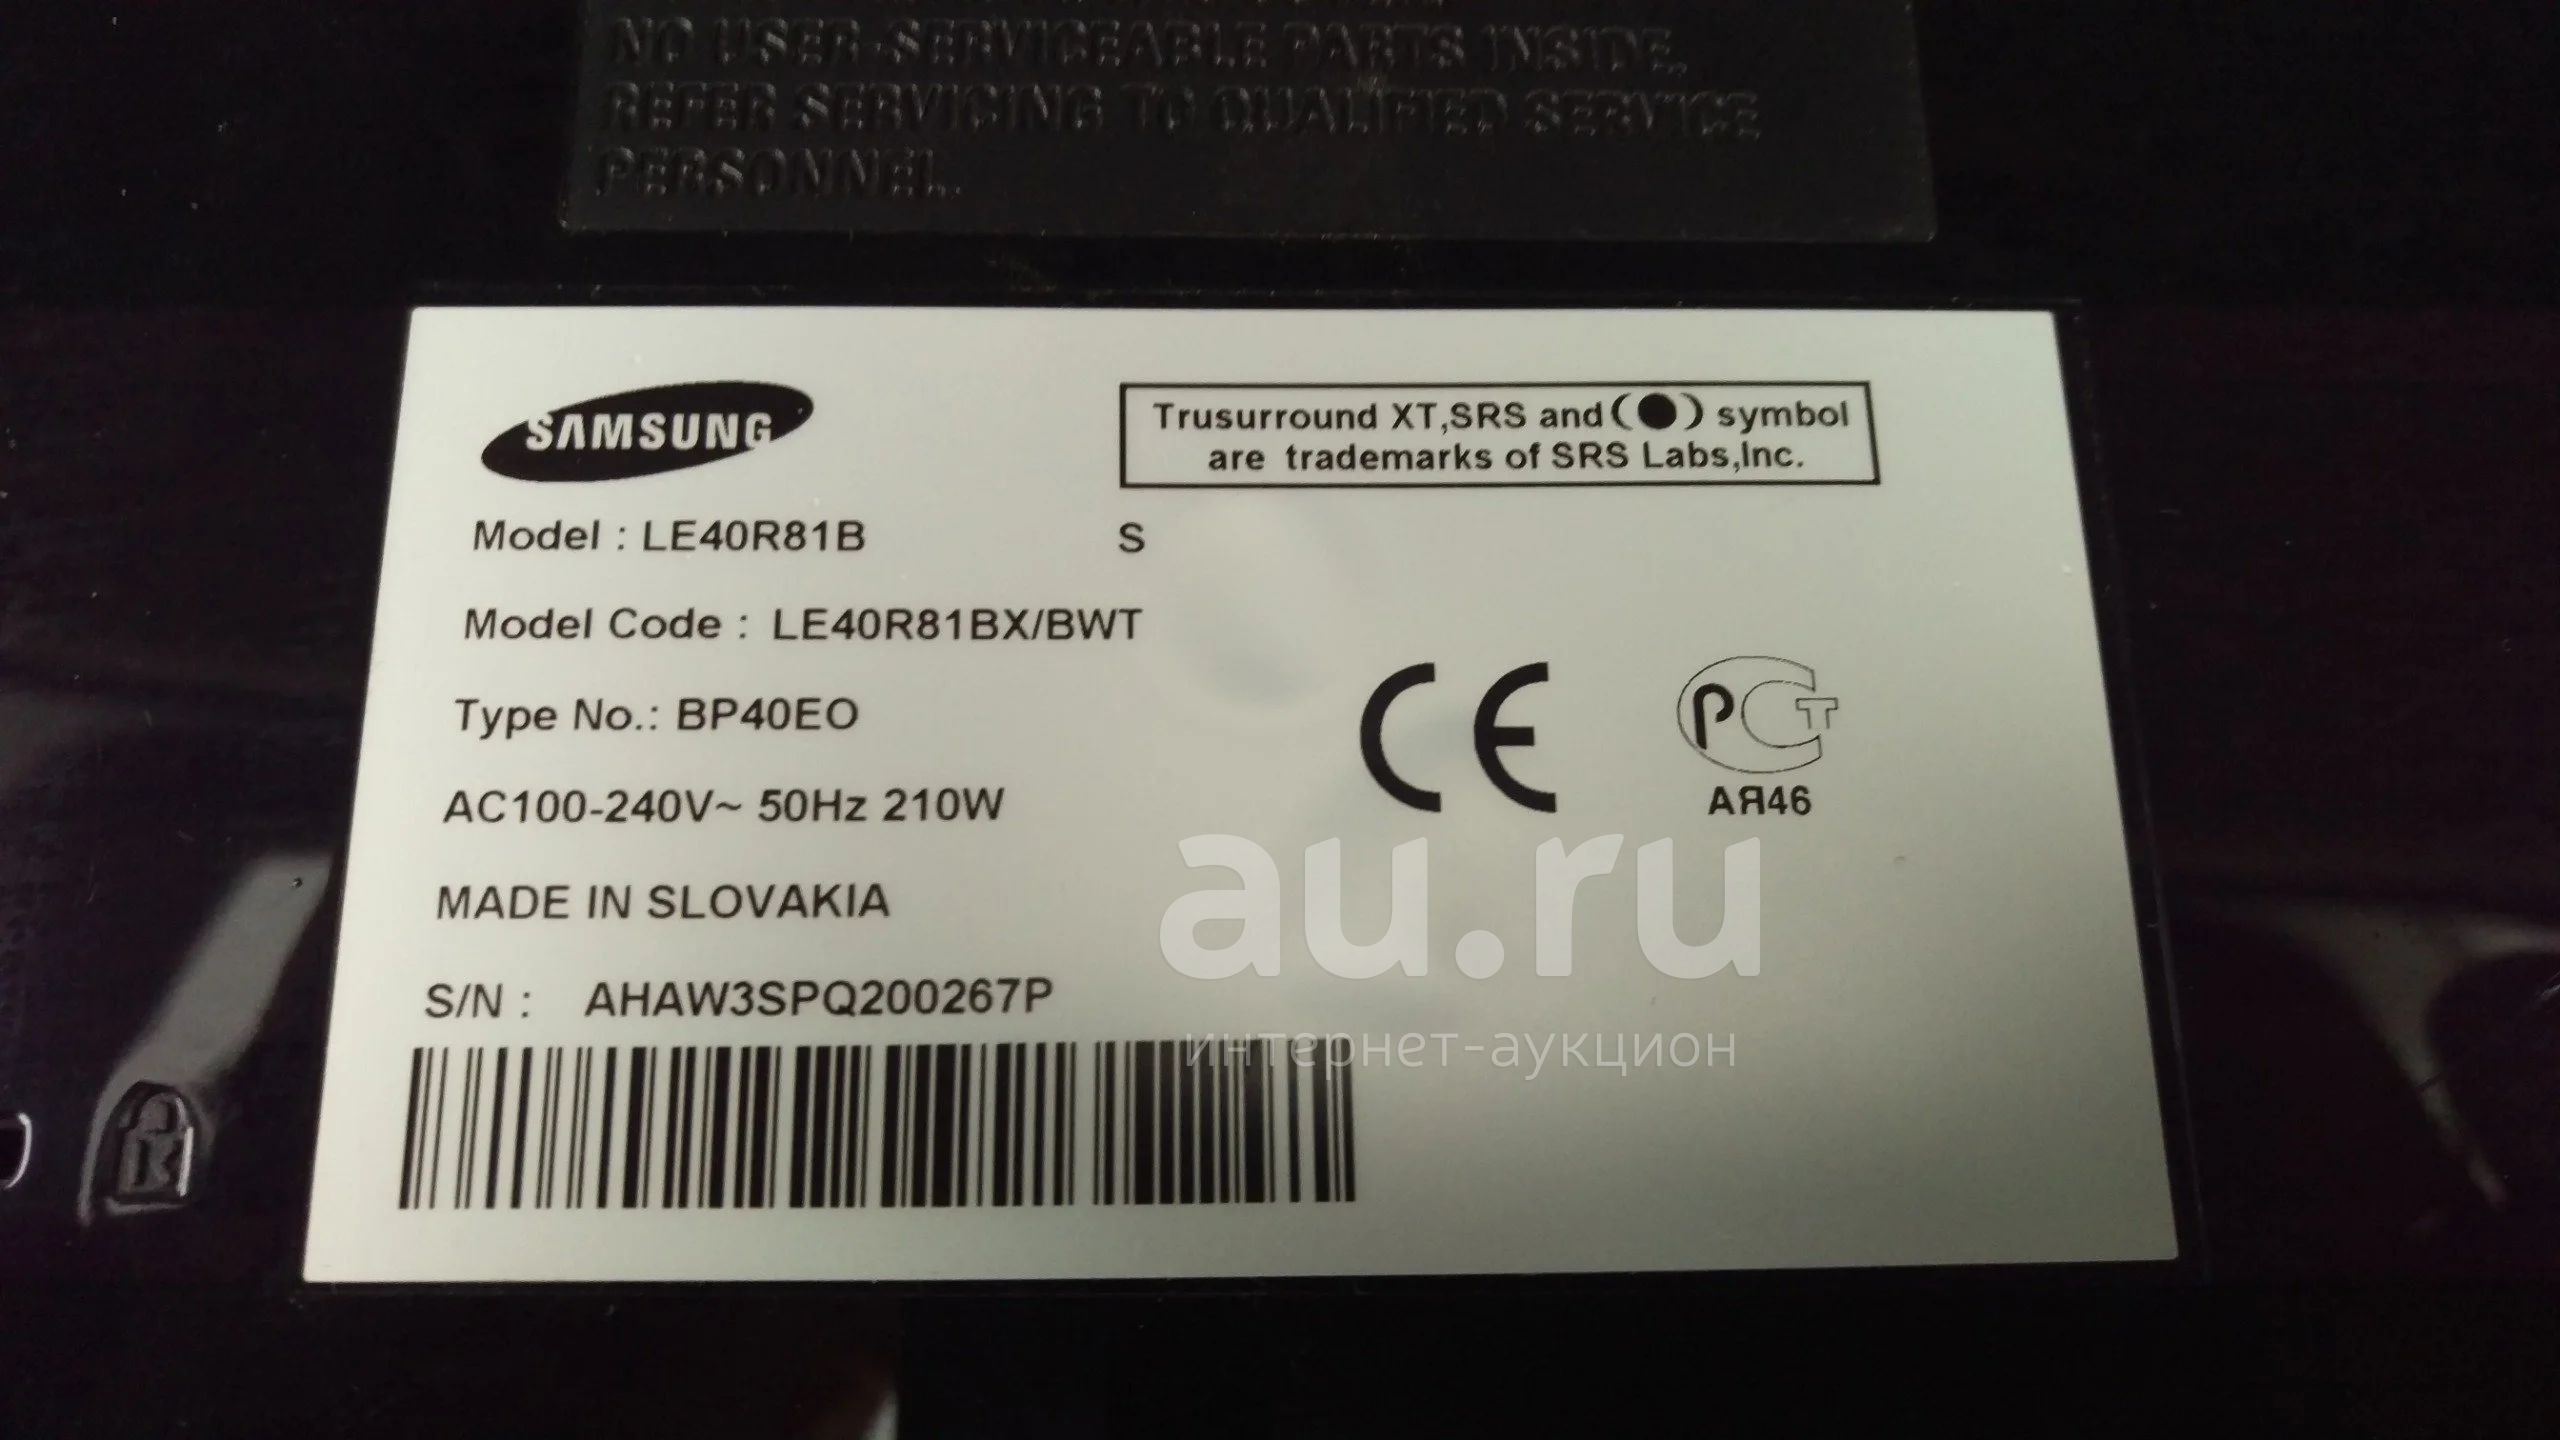 NO USER-SERVICEABLE PARTS INSIDE.
REFER SERVICING TO QUALIFIED SERVICE
PERSONNEL.
SAMSUNG
Trusurround XT,SRS and(●) symbol
are trademarks of SRS Labs,Inc.
Model : LE40R81B S
Model Code : LE40R81BX/BWT
Type No.: BP40EO
CE
РСТ
AC100-240V~ 50Hz 210W
АЯ46
MADE IN SLOVAKIA
au.ru
S/N : AHAW3SPQ200267P
интернет-аукцион